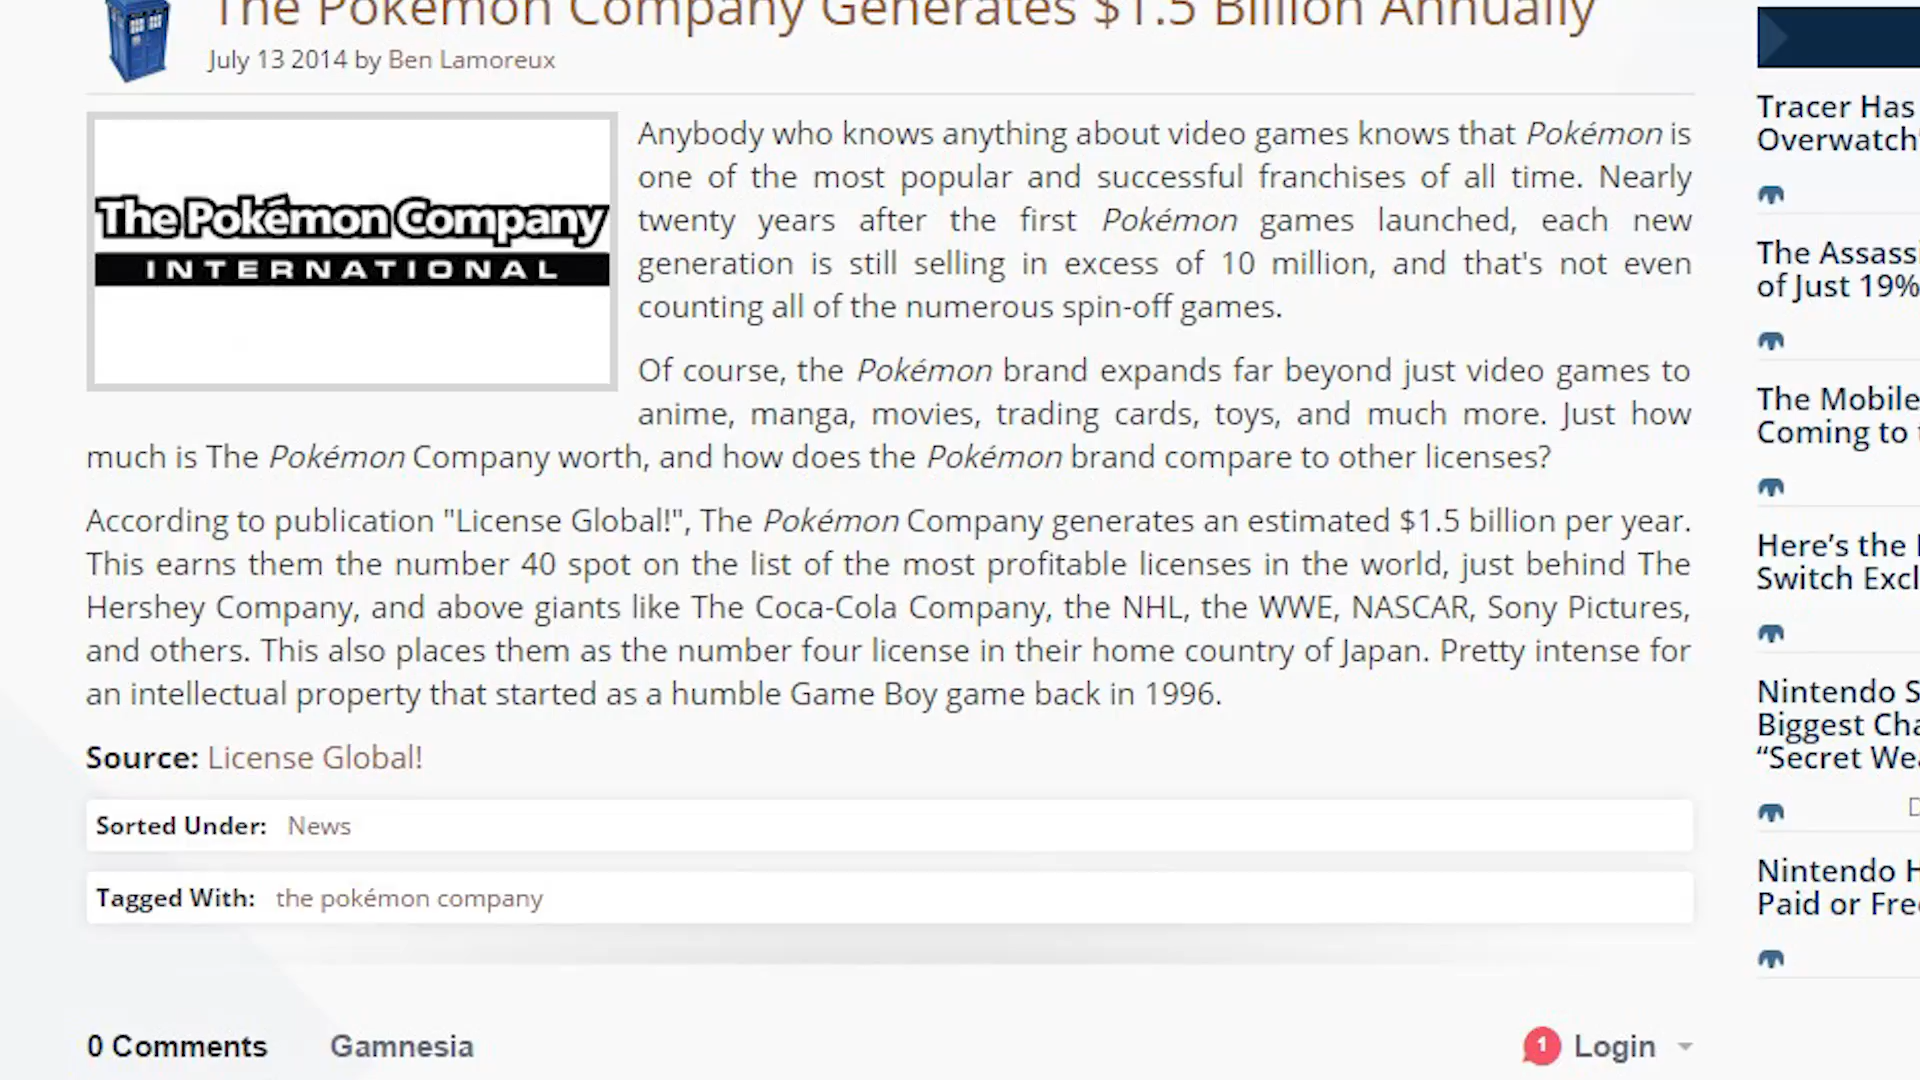 The Pokémon Company Generates $1.5 Billion Annually
July 13 2014 by Ben Lamoreux
The Pokémon Company
INTERNATIONAL
Anybody who knows anything about video games knows that Pokémon is
one of the most popular and successful franchises of all time. Nearly
twenty years after the first Pokémon games launched, each new
generation is still selling in excess of 10 million, and that's not even
counting all of the numerous spin-off games.
Of course, the Pokémon brand expands far beyond just video games to
anime, manga, movies, trading cards, toys, and much more. Just how
much is The Pokémon Company worth, and how does the Pokémon brand compare to other licenses?
According to publication "License Global!", The Pokémon Company generates an estimated $1.5 billion per year.
This earns them the number 40 spot on the list of the most profitable licenses in the world, just behind The
Hershey Company, and above giants like The Coca-Cola Company, the NHL, the WWE, NASCAR, Sony Pictures,
and others. This also places them as the number four license in their home country of Japan. Pretty intense for
an intellectual property that started as a humble Game Boy game back in 1996.
Source: License Global!
Sorted Under: News
Tagged With: the pokémon company
0 Comments Gamnesia
1 Login
Tracer Has
Overwatch'
The Assass
of Just 19%
The Mobile
Coming to
Here's the
Switch Excl
Nintendo S
Biggest Cha
“Secret We
Nintendo H
Paid or Fre